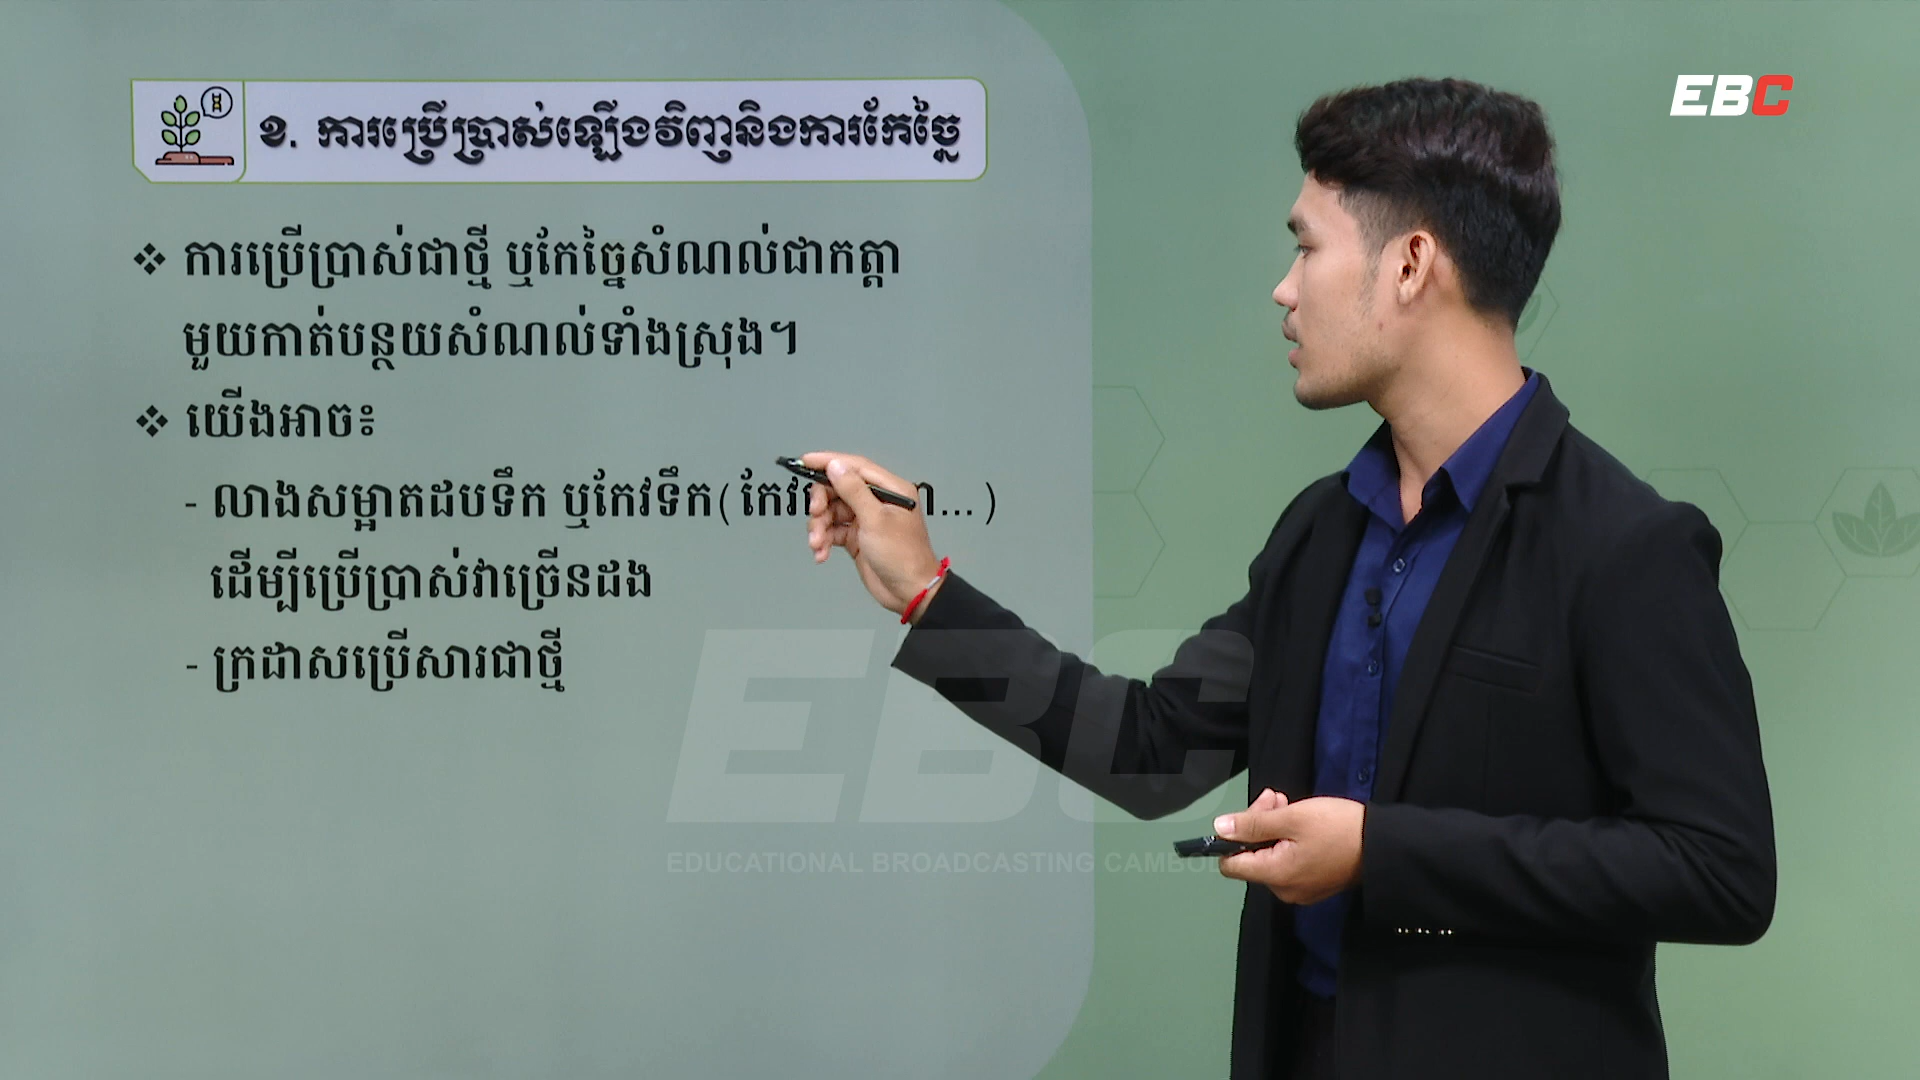 EBC
ខ. ការប្រើប្រាស់ឡើងវិញនិងការកែច្នៃ
❖ ការប្រើប្រាស់ជាថ្មី ឬកែច្នៃសំណល់ជាកត្តា
មួយកាត់បន្ថយសំណល់ទាំងស្រុង។
❖ យើងអាច៖
- លាងសម្អាតដបទឹក ឬកែវទឹក( ...)
ដើម្បីប្រើប្រាស់វាច្រើនដង
- ក្រដាសប្រើសារជាថ្មី
EBC
EDUCATIONAL BROADCASTING